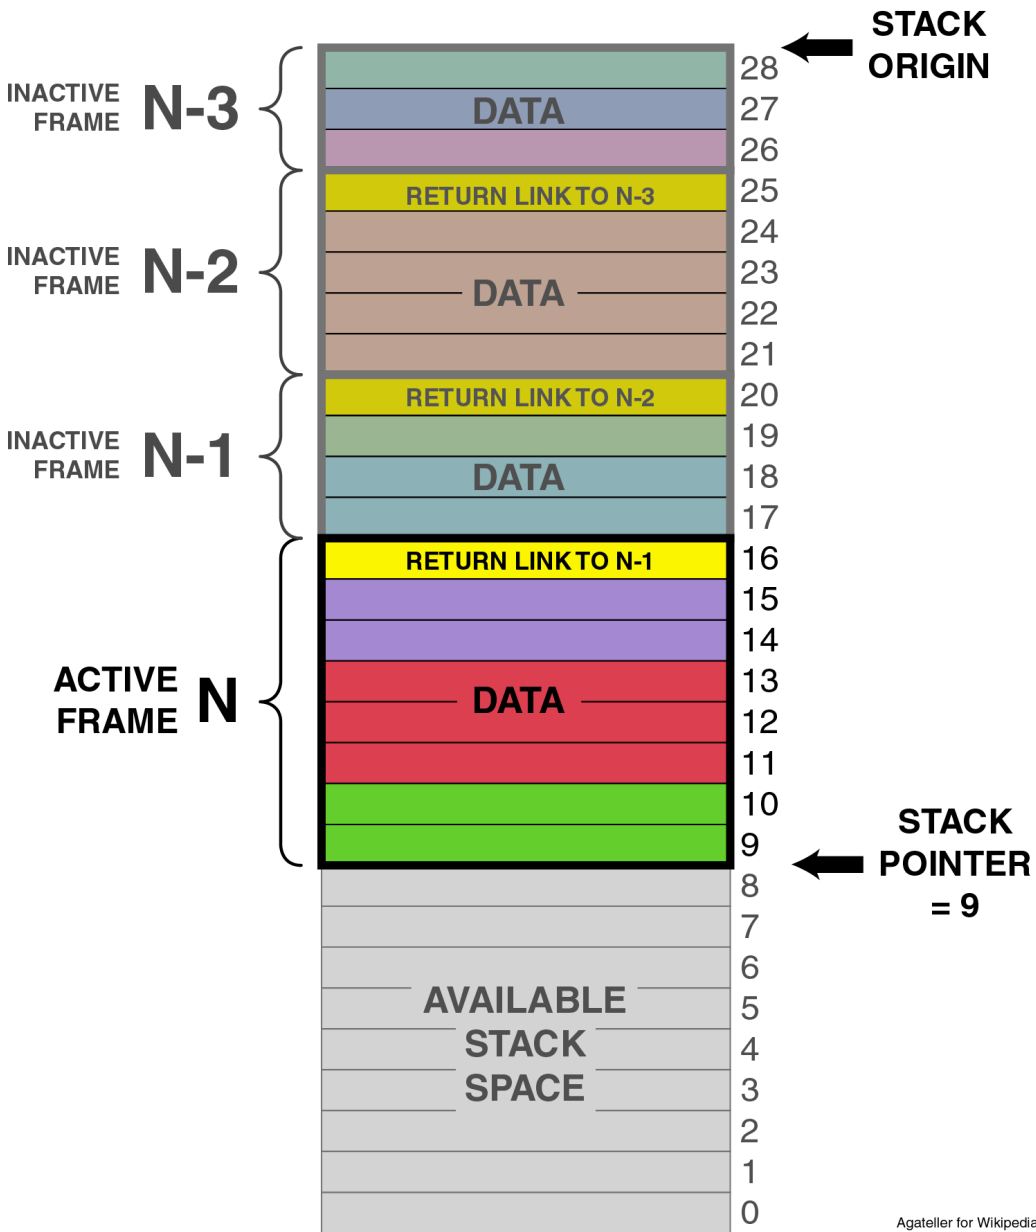 STACK
ORIGIN
28
INACTIVE
FRAME
N-3
DATA
27
26
RETURN LINK TO N-3
25
24
INACTIVE
FRAME
N-2
23
DATA
22
21
RETURN LINK TO N-2
20
19
INACTIVE
FRAME
N-1
DATA
18
17
RETURN LINK TO N-1
16
15
14
ACTIVE
FRAME
N
13
DATA
12
11
10
9
STACK
POINTER
= 9
8
7
6
AVAILABLE
STACK
SPACE
5
4
3
2
1
0
Agateller for Wikipedia